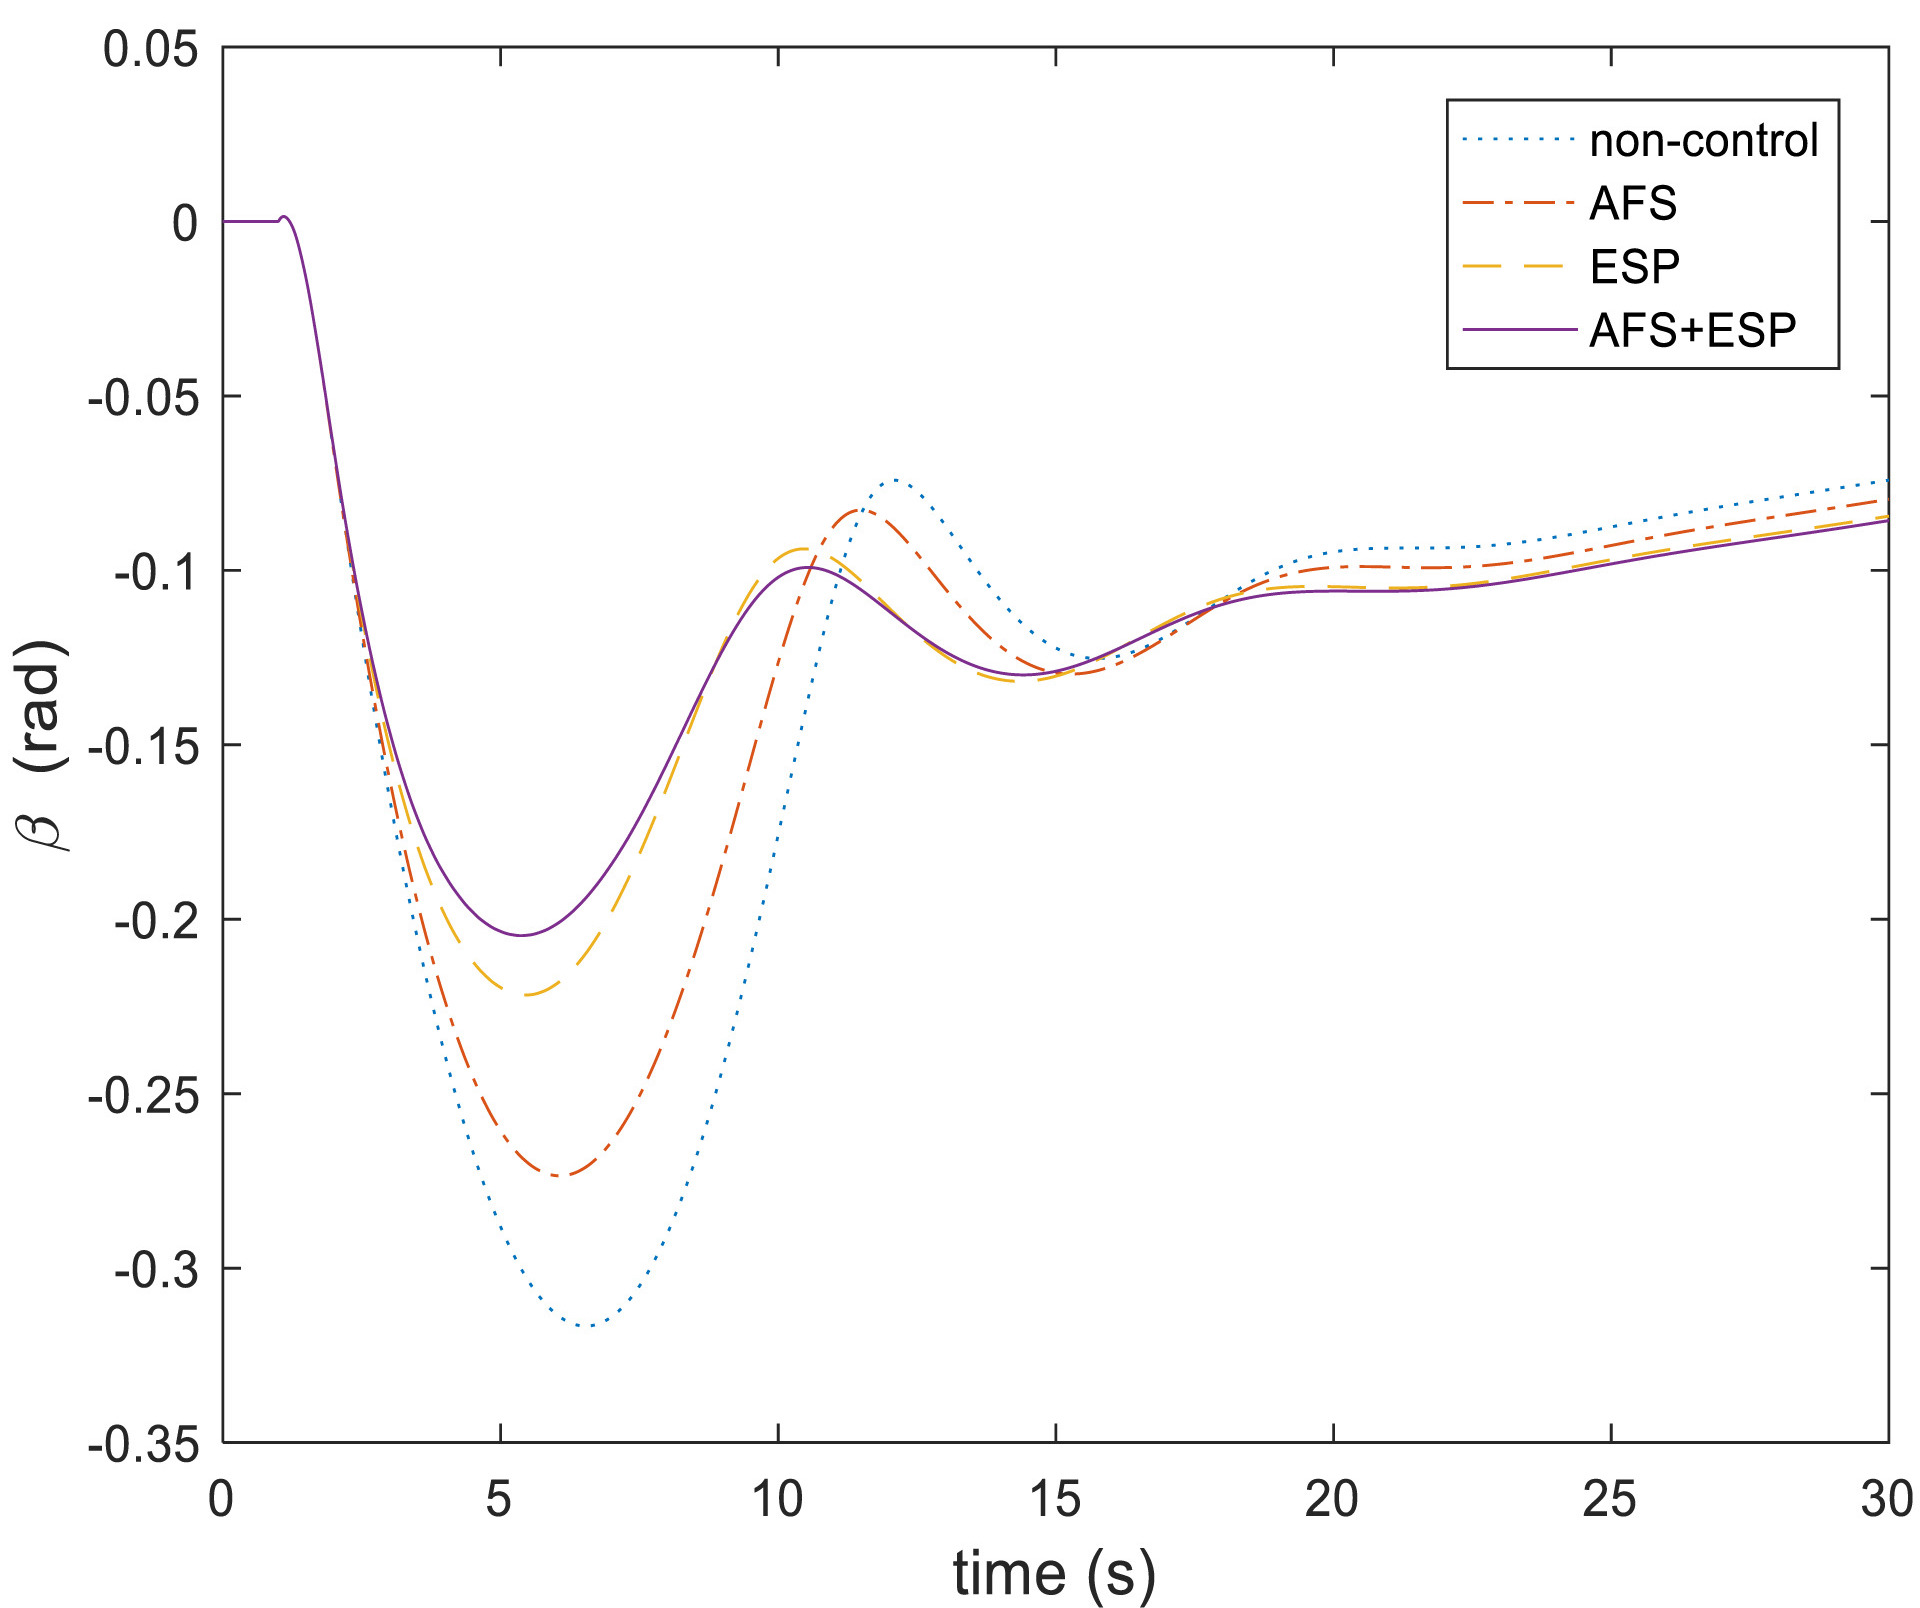 0.05
0
-0.05
-0.1
-0.15
-0.2
-0.25
-0.3
-0.35
0 5 10 15 20 25 30
β (rad)
time (s)
non-control
AFS
ESP
AFS+ESP